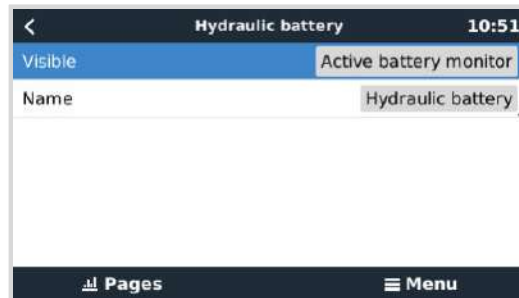 Hydraulic battery 10:51
Visible Active battery monitor
Name Hydraulic battery
Pages Menu